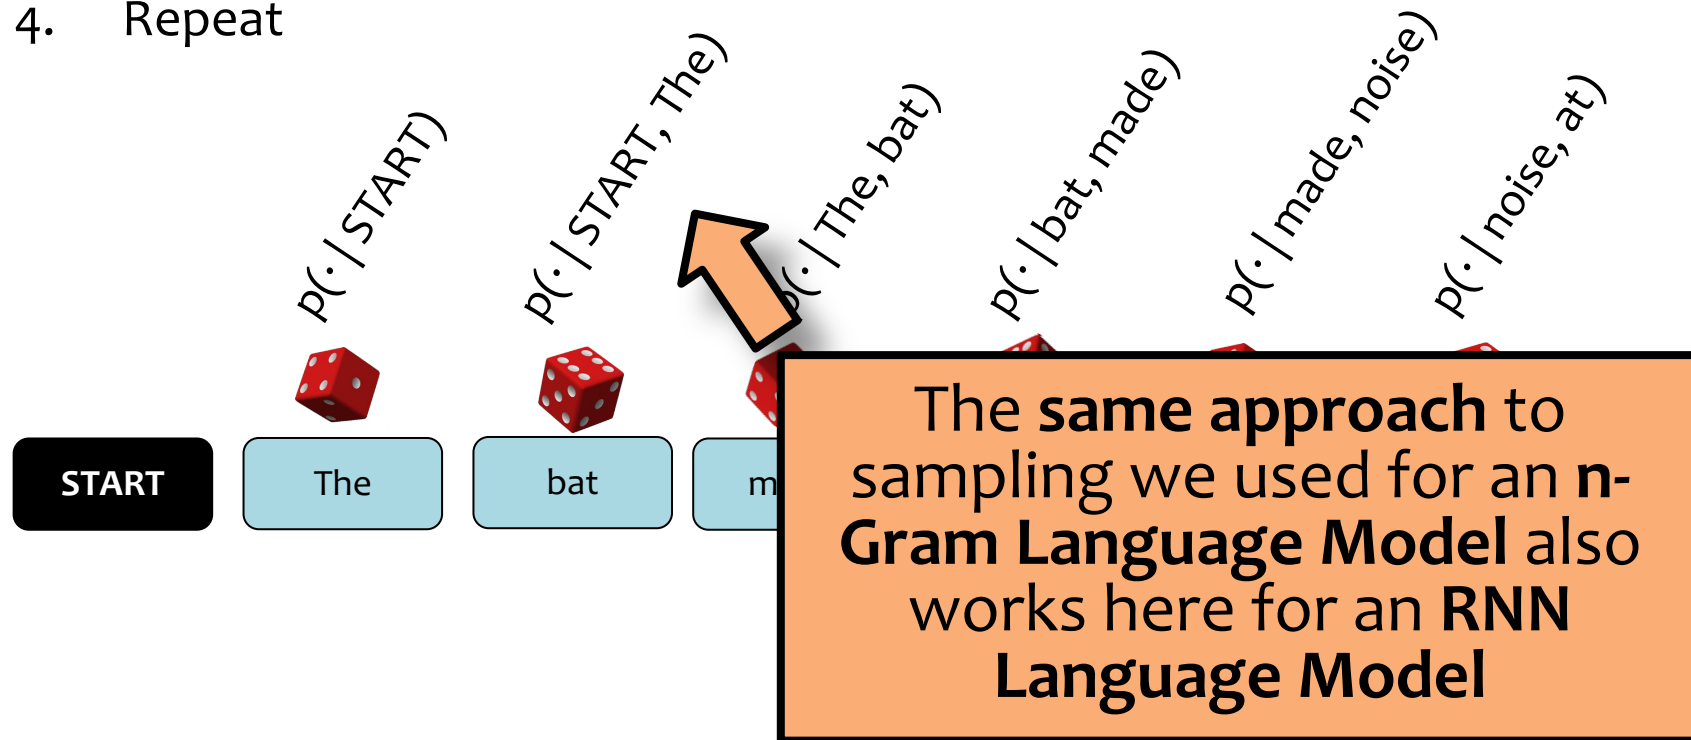 4. Repeat
p(· | START)
p(· | START, The)
p(· | The, bat)
p(· | bat, made)
p(· | made, noise)
p(· | noise, at)
START
The
bat
m
The same approach to
sampling we used for an n-
Gram Language Model also
works here for an RNN
Language Model